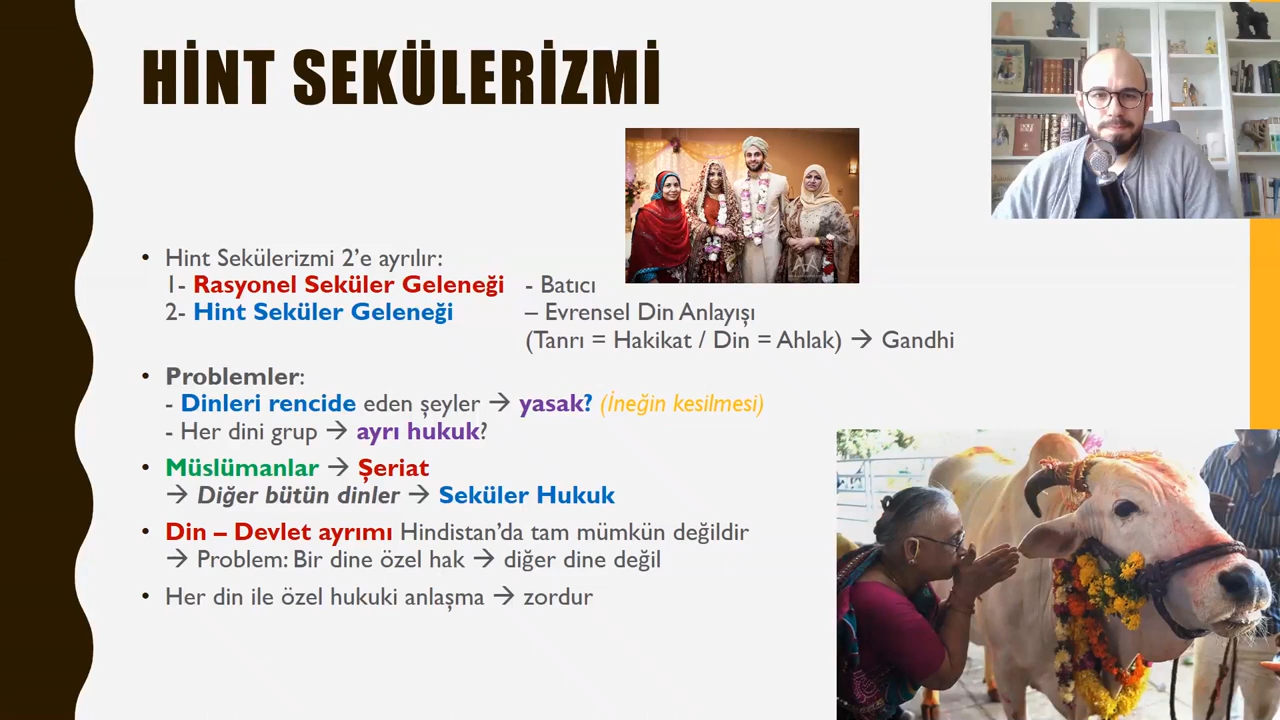 HİNT SEKÜLERİZMİ
• Hint Sekülerizmi 2’e ayrılır:
1- Rasyonel Seküler Geleneği - Batıcı
2- Hint Seküler Geleneği – Evrensel Din Anlayışı
(Tanrı = Hakikat / Din = Ahlak) → Gandhi
• Problemler:
- Dinleri rencide eden şeyler → yasak? (İneğin kesilmesi)
- Her dini grup → ayrı hukuk?
• Müslümanlar → Şeriat
→ Diğer bütün dinler → Seküler Hukuk
• Din – Devlet ayrımı Hindistan’da tam mümkün değildir
→ Problem: Bir dine özel hak → diğer dine değil
• Her din ile özel hukuki anlaşma → zordur